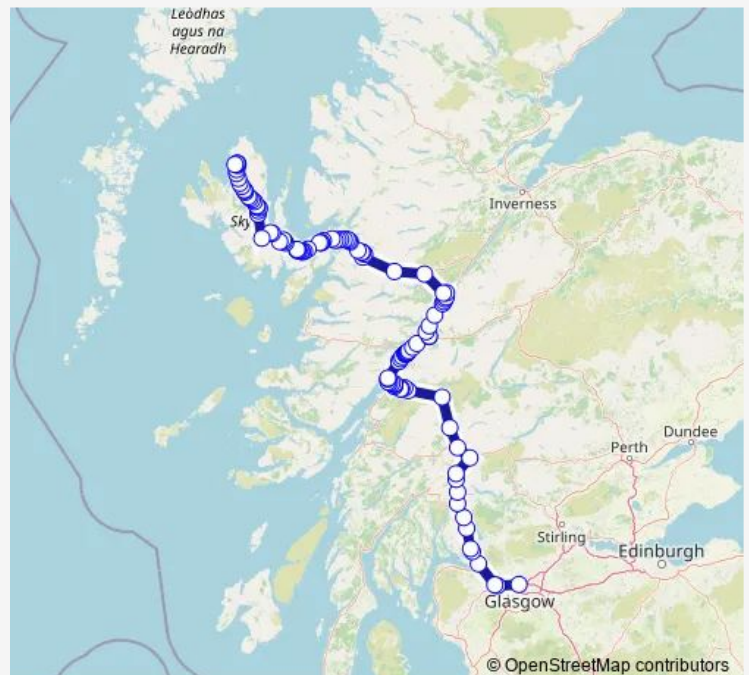 Leòdhas
agus na
Hearadh
Inverness
Sky
Dundee
Perth
Stirling
Edinburgh
Glasgow
© OpenStreetMap contributors